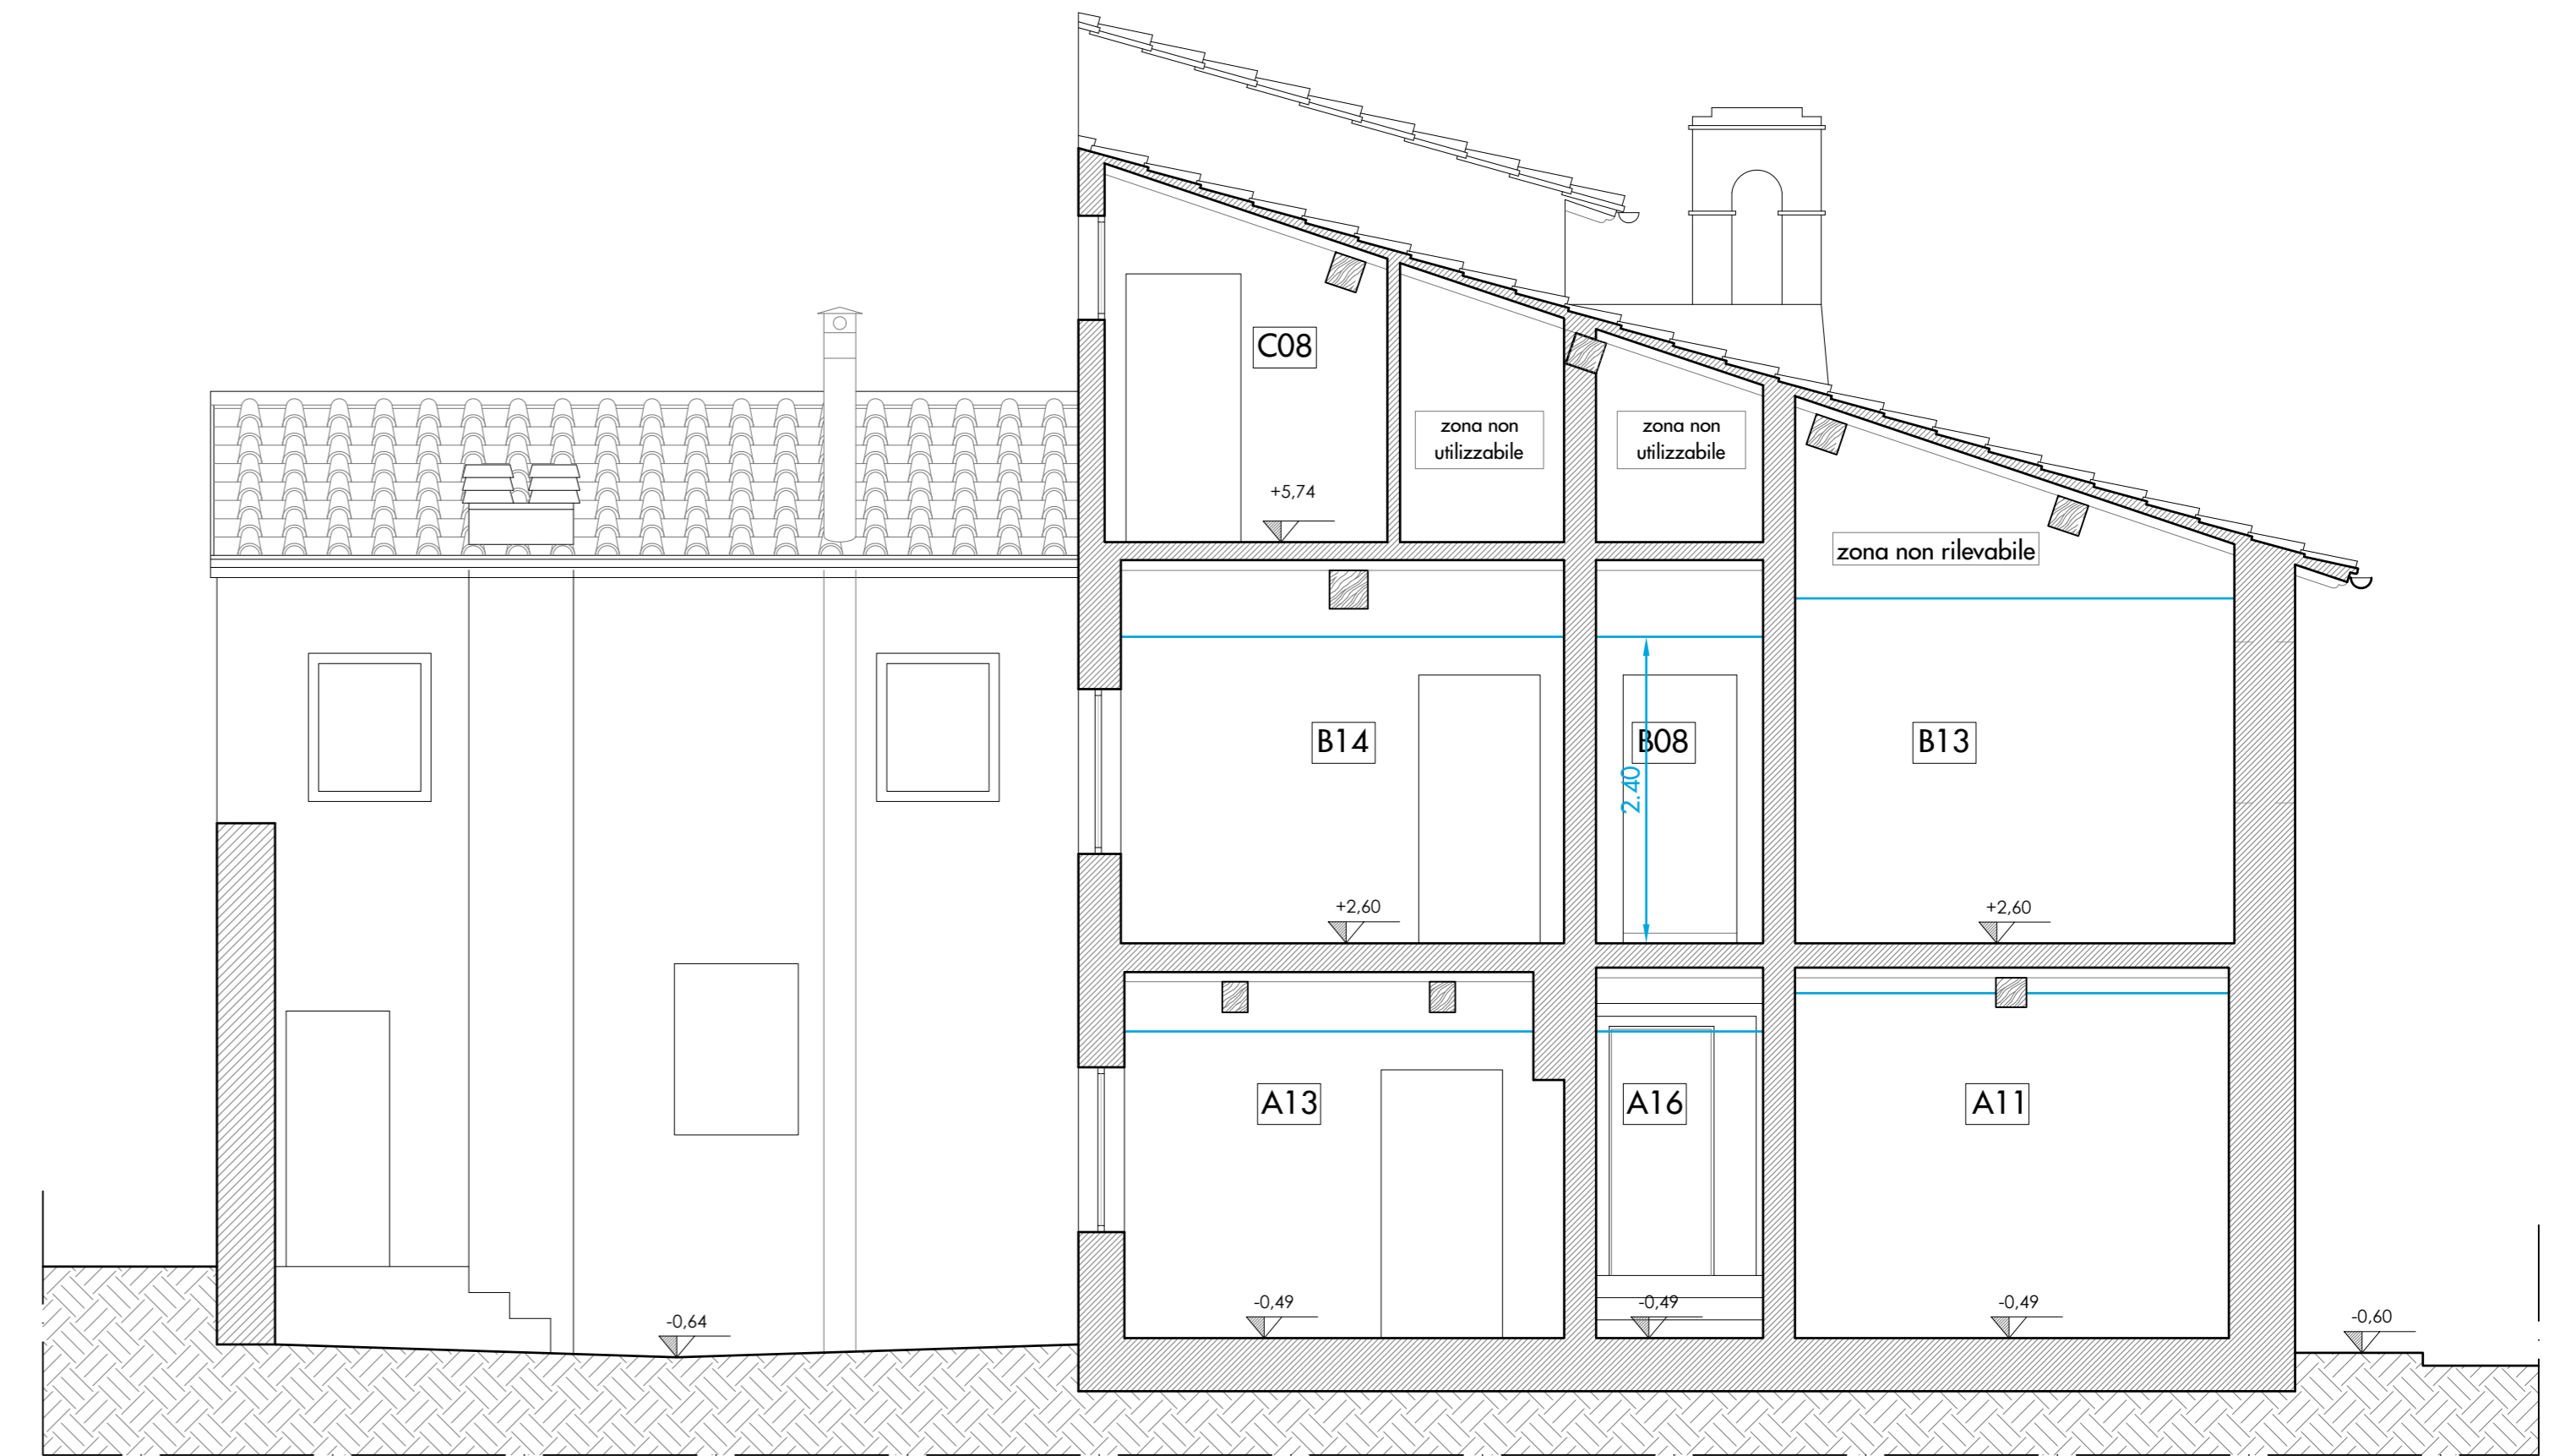 C08
zona non
utilizzabile
zona non
utilizzabile
+5,74
zona non rilevabile
B14
B08
B13
2.40
+2,60
+2,60
A13
A16
A11
-0,49
-0,49
-0,49
-0,64
-0,60